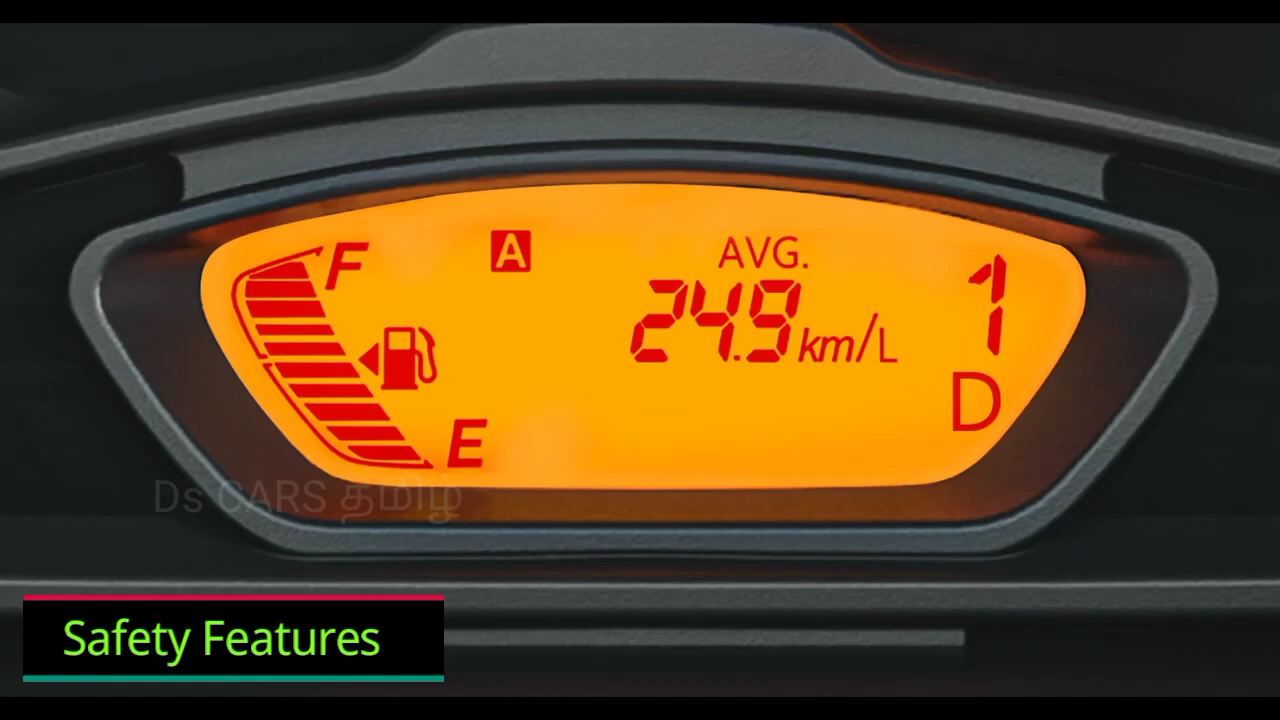 F
A
AVG.
24.9 km/L
1
D
E
Ds CARS தமிழ்
Safety Features